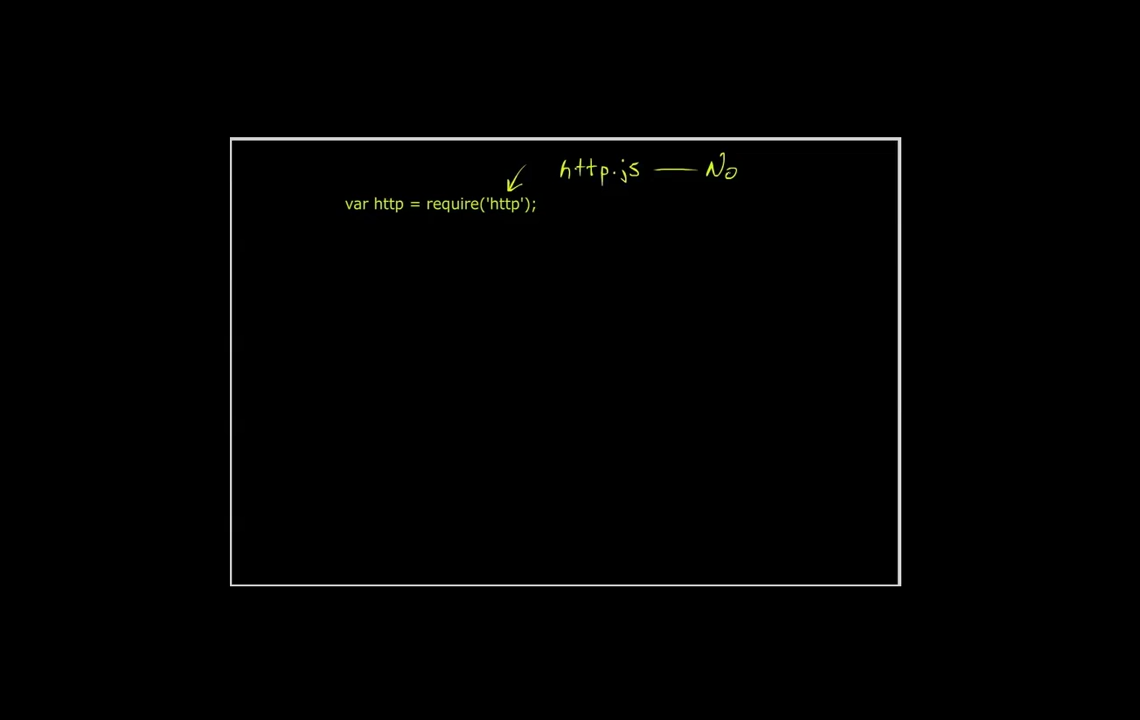 http.js — No
var http = require('http');